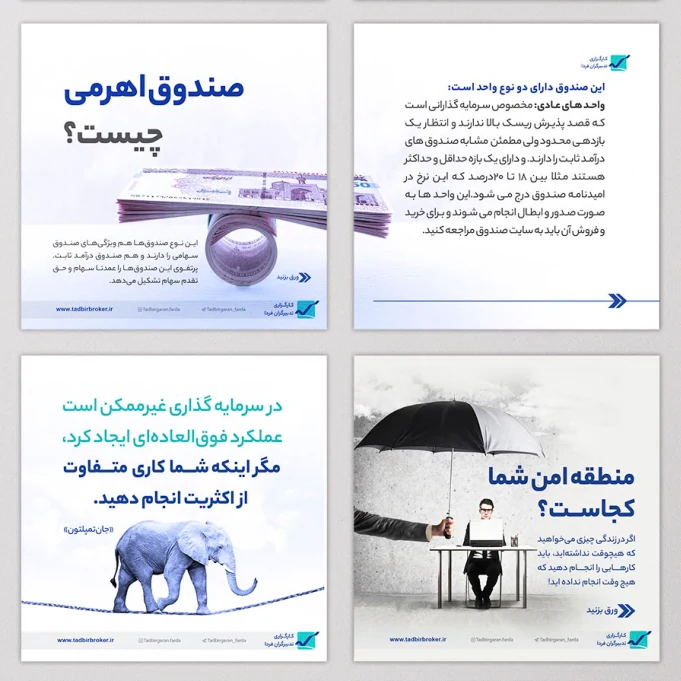 صندوق اهرمی
چیست؟
این نوع صندوق‌ها هم ویژگی‌های صندوق
سهامی را دارند و هم صندوق درآمد ثابت.
پرتفوی این صندوق‌ها را عمدتا سهام و حق
تقدم سهام تشکیل می‌دهد.
ورق بزنید
www.tadbirbroker.ir
Tadbirgaran.farda
Tadbirgaran_farda
کارگزاری
تدبیرگران فردا
کارگزاری
تدبیرگران فردا
این صندوق دارای دو نوع واحد است:
واحدهای عادی: مخصوص سرمایه گذارانی است
که قصد پذیرش ریسک بالا ندارند و انتظار یک
بازدهی محدود ولی مطمئن مشابه صندوق های
درآمد ثابت را دارند. و دارای یک بازه حداقل و حداکثر
هستند مثلا بین ۱۸ تا ۲۰درصد که این نرخ در
امیدنامه صندوق درج می شود.این واحد ها به
صورت صدور و ابطال انجام می شوند و برای خرید
و فروش آن باید به سایت صندوق مراجعه کنید.
در سرمایه گذاری غیرممکن است
عملکرد فوق‌العاده‌ای ایجاد کرد،
مگر اینکه شما کاری متفاوت
از اکثریت انجام دهید.
«جان‌تمپلتون»
www.tadbirbroker.ir
Tadbirgaran.farda
Tadbirgaran_farda
کارگزاری
تدبیرگران فردا
منطقه امن شما
کجاست؟
اگر در زندگی چیزی می‌خواهید
که هیچوقت نداشته‌اید، باید
کارهایی را انجام دهید که
هیچ وقت انجام نداده اید!
ورق بزنید
www.tadbirbroker.ir
Tadbirgaran.farda
Tadbirgaran_farda
کارگزاری
تدبیرگران فردا